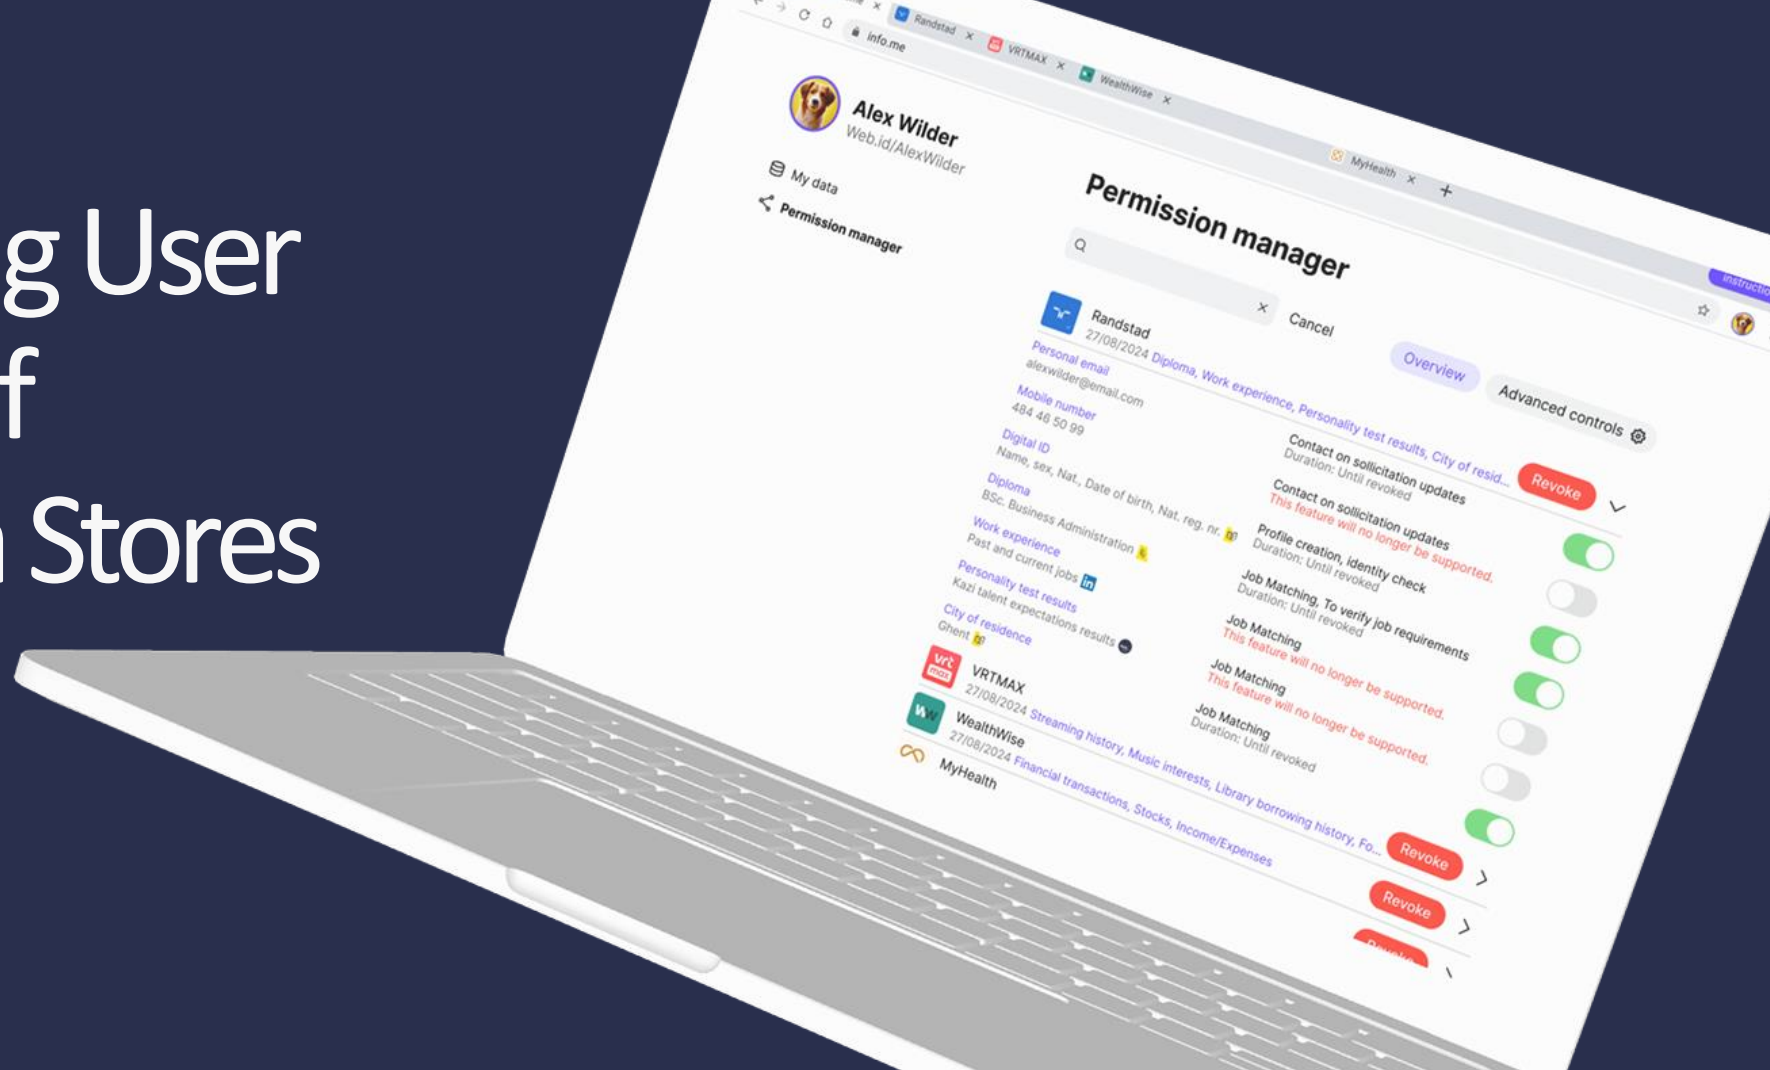 g User
f
Stores
Randstad
VRTMAX
WealthWise
MyHealth
info.me
Alex Wilder
Web.id/AlexWilder
My data
Permission manager
Permission manager
Cancel
Overview
Advanced controls
Randstad
27/08/2024 Diploma, Work experience, Personality test results, City of resid...
Revoke
Personal email
alexwilder@email.com
Contact on sollicitation updates
Duration: Until revoked
Mobile number
484 46 50 99
Contact on sollicitation updates
This feature will no longer be supported.
Digital ID
Name, sex, Nat., Date of birth, Nat. reg. nr.
Profile creation, identity check
Duration: Until revoked
Diploma
BSc. Business Administration
Job Matching, To verify job requirements
Duration: Until revoked
Work experience
Past and current jobs in
Job Matching
This feature will no longer be supported.
Personality test results
Kazi talent expectations results
Job Matching
This feature will no longer be supported.
City of residence
Ghent
Job Matching
Duration: Until revoked
vrt
max
VRTMAX
27/08/2024 Streaming history, Music interests, Library borrowing history, Fo...
Revoke
WW
WealthWise
27/08/2024 Financial transactions, Stocks, Income/Expenses
Revoke
MyHealth
Revoke